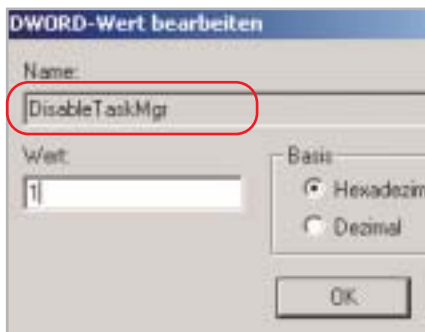 DWORD-Wert bearbeiten
Name:
DisableTaskMgr
Wert:
Basis
1
Hexadezim
Dezimal
OK